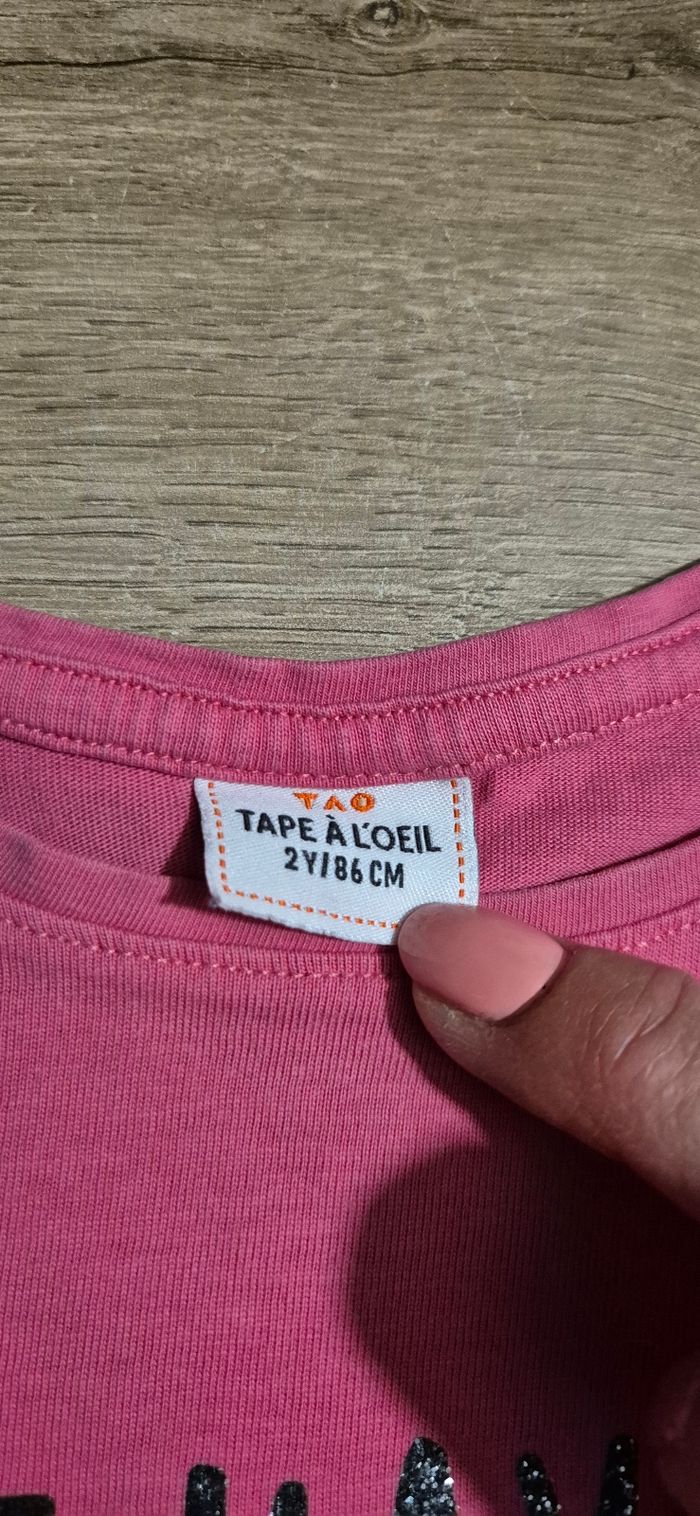 TAO
TAPE À L'OEIL
2Y/86 CM